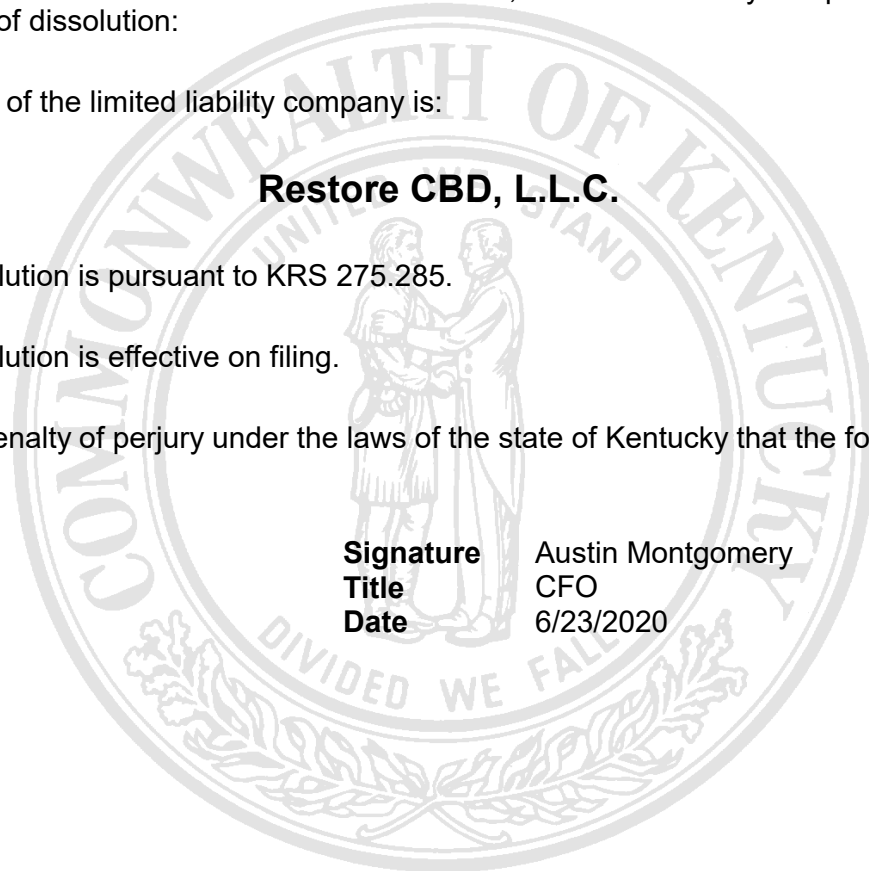 of dissolution:
of the limited liability company is:
Restore CBD, L.L.C.
lution is pursuant to KRS 275.285.
lution is effective on filing.
enalty of perjury under the laws of the state of Kentucky that the fo
Signature Austin Montgomery
Title CFO
Date 6/23/2020
COMMONWEALTH OF KENTUCKY
UNITED WE STAND
DIVIDED WE FALL